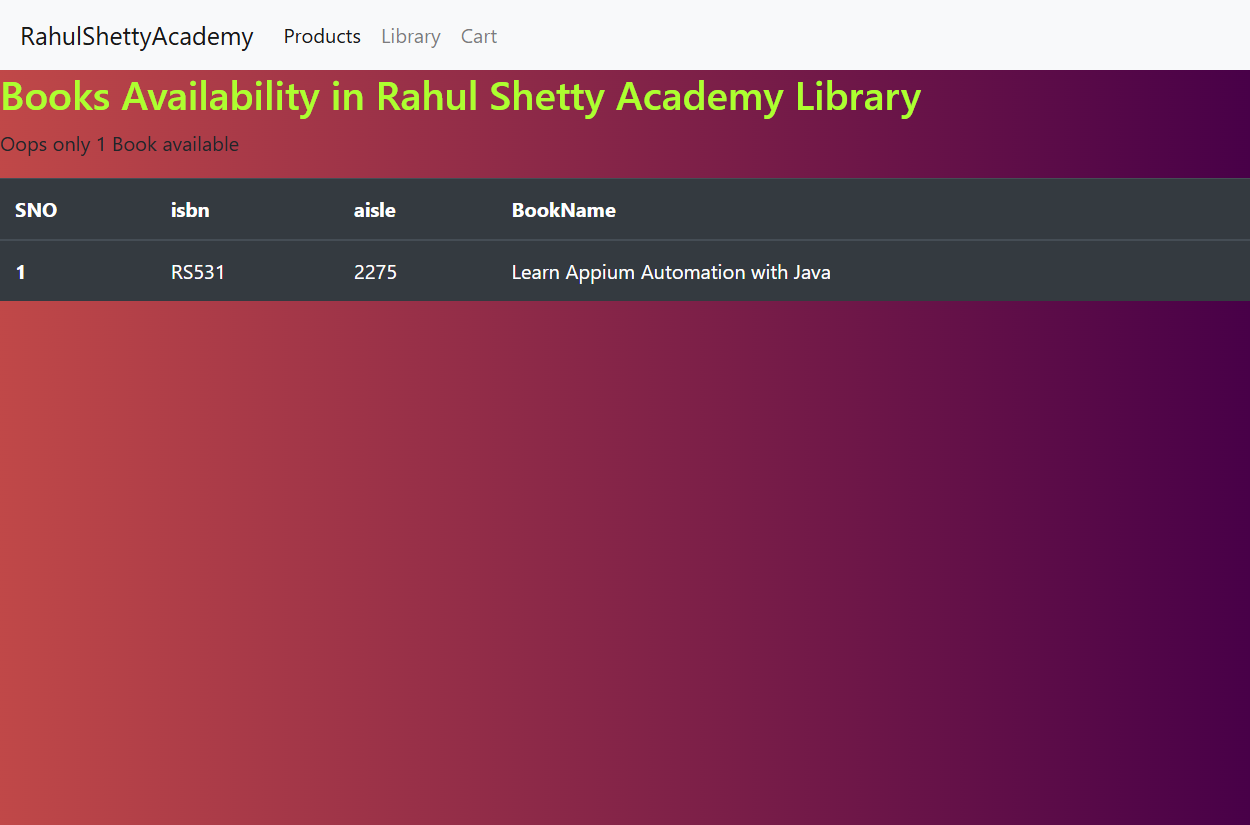 RahulShettyAcademy Products Library Cart
Books Availability in Rahul Shetty Academy Library
Oops only 1 Book available
SNO isbn aisle BookName
1 RS531 2275 Learn Appium Automation with Java